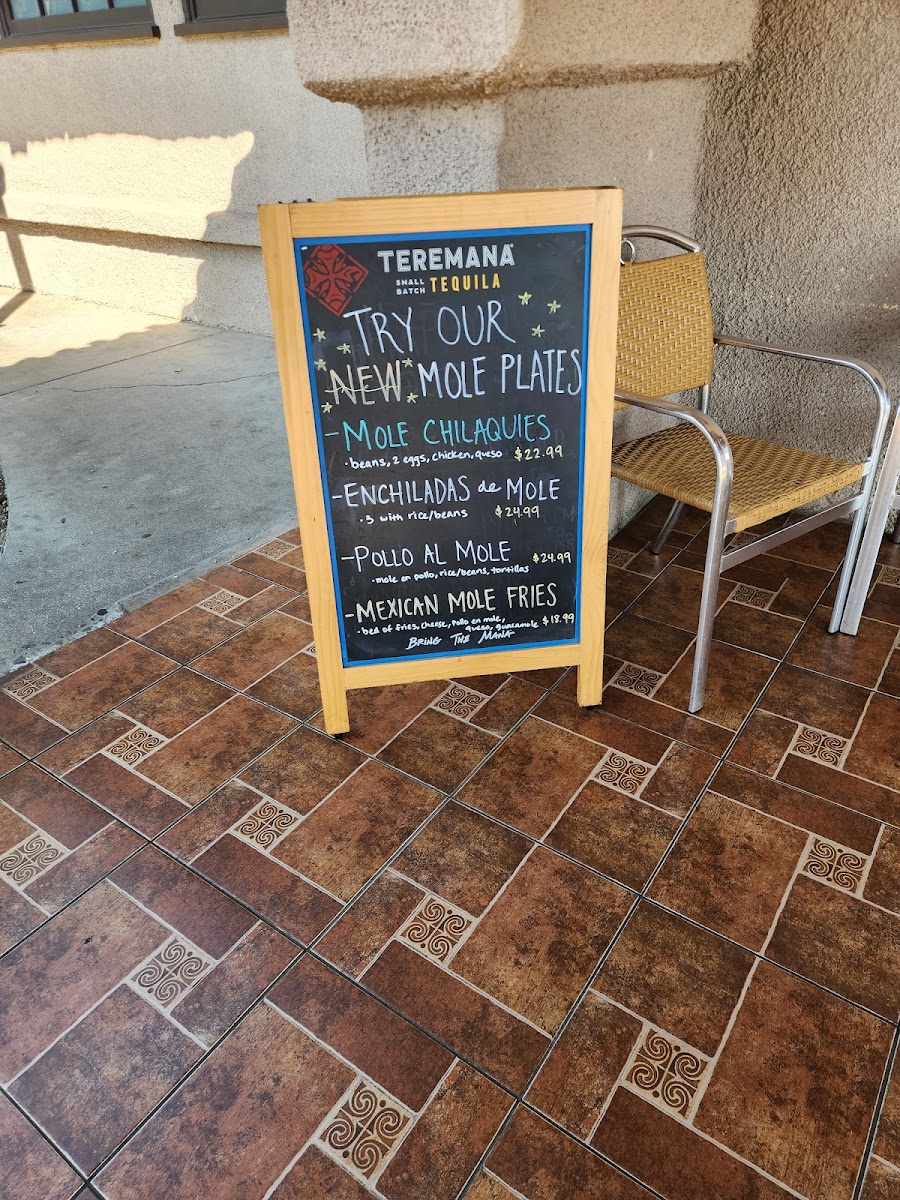 TEREMANA
SMALL BATCH TEQUILA
TRY OUR
NEW MOLE PLATES
- MOLE CHILAQUIES
• beans, 2 eggs, chicken, queso $22.99
- ENCHILADAS de MOLE
• 3 with rice/beans $24.99
- POLLO AL MOLE $24.99
• mole en pollo, rice/beans, tortillas
- MEXICAN MOLE FRIES
• bed of fries, cheese, pollo en mole, $18.99
queso, guacamole
BRING THE MANA